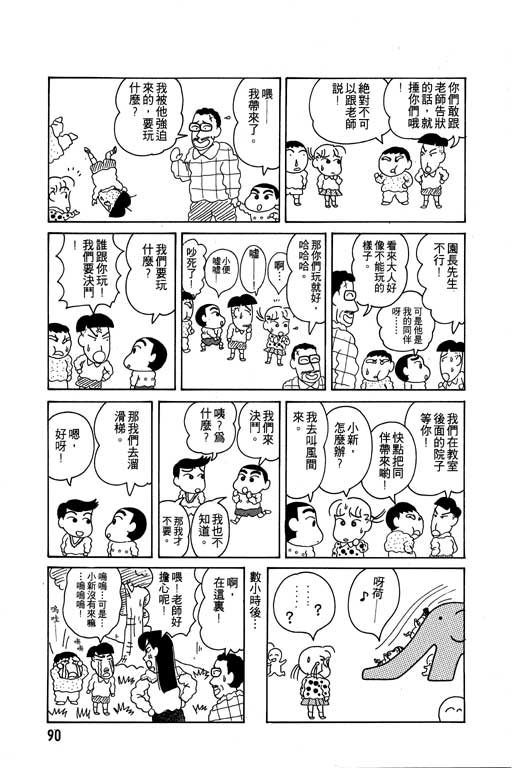 你們敢跟
老師告狀
的話，就
捶你們哦
！
絕對不可
以跟老師
說！
喂—
我帶來了。
我被他強迫
來的，要玩
什麼？
園長先生
不行！
看來大人好
像不能玩的
樣子。
可是他是
我的同伴
呀……
那你們玩就好，
哈哈哈。
啊…
噓—
小便
噓噓
吵死了！
我們要玩
什麼？
誰跟你玩！
我們要決鬥
！
我們在教室
後面的院子
等你！
快點把同
伴帶來喲！
小新，
怎麼辦？
我去叫風間
來。
我們來
決鬥。
咦？爲
什麼？
我也不
知道。
那我才
不要。
那我們去溜
滑梯。
嗯，
好呀！
呀荷—
♪
…？
…？
數小時後…
啊，
在這裏！
喂！老師好
擔心呢！
嗚嗚…可是…
小新沒有來嘛
…嗚嗚嗚！
嗚嗚…
嗚哇
90